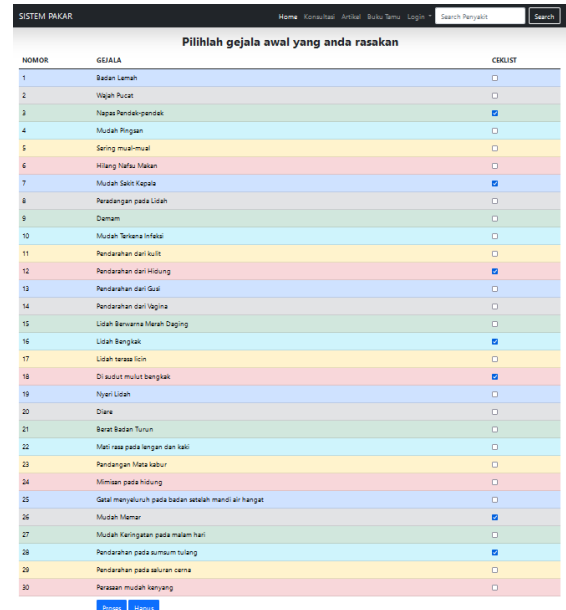 SISTEM PAKAR Home Konsultasi Artikel Buku Tamu Login Search Penyakit Search
Pilihlah gejala awal yang anda rasakan
NOMOR GEJALA CEKLIST
1 Badan Lemah
2 Wajah Pucat
3 Napas Pendek-pendek
4 Mudah Pingsan
5 Sering mual-mual
6 Hilang Nafsu Makan
7 Mudah Sakit Kepala
8 Peradangan pada Lidah
9 Demam
10 Mudah Terkena Infeksi
11 Pendarahan dari kulit
12 Pendarahan dari Hidung
13 Pendarahan dari Gusi
14 Pendarahan dari Vagina
15 Lidah Berwarna Merah Daging
16 Lidah Bengkak
17 Lidah terasa licin
18 Di sudut mulut bengkak
19 Nyeri Lidah
20 Diare
21 Berat Badan Turun
22 Mati rasa pada lengan dan kaki
23 Pandangan Mata kabur
24 Mimisan pada hidung
25 Gatal menyeluruh pada badan setelah mandi air hangat
26 Mudah Memar
27 Mudah Keringatan pada malam hari
28 Pendarahan pada sumsum tulang
29 Pendarahan pada saluran cerna
30 Perasaan mudah kenyang
Proses Hapus